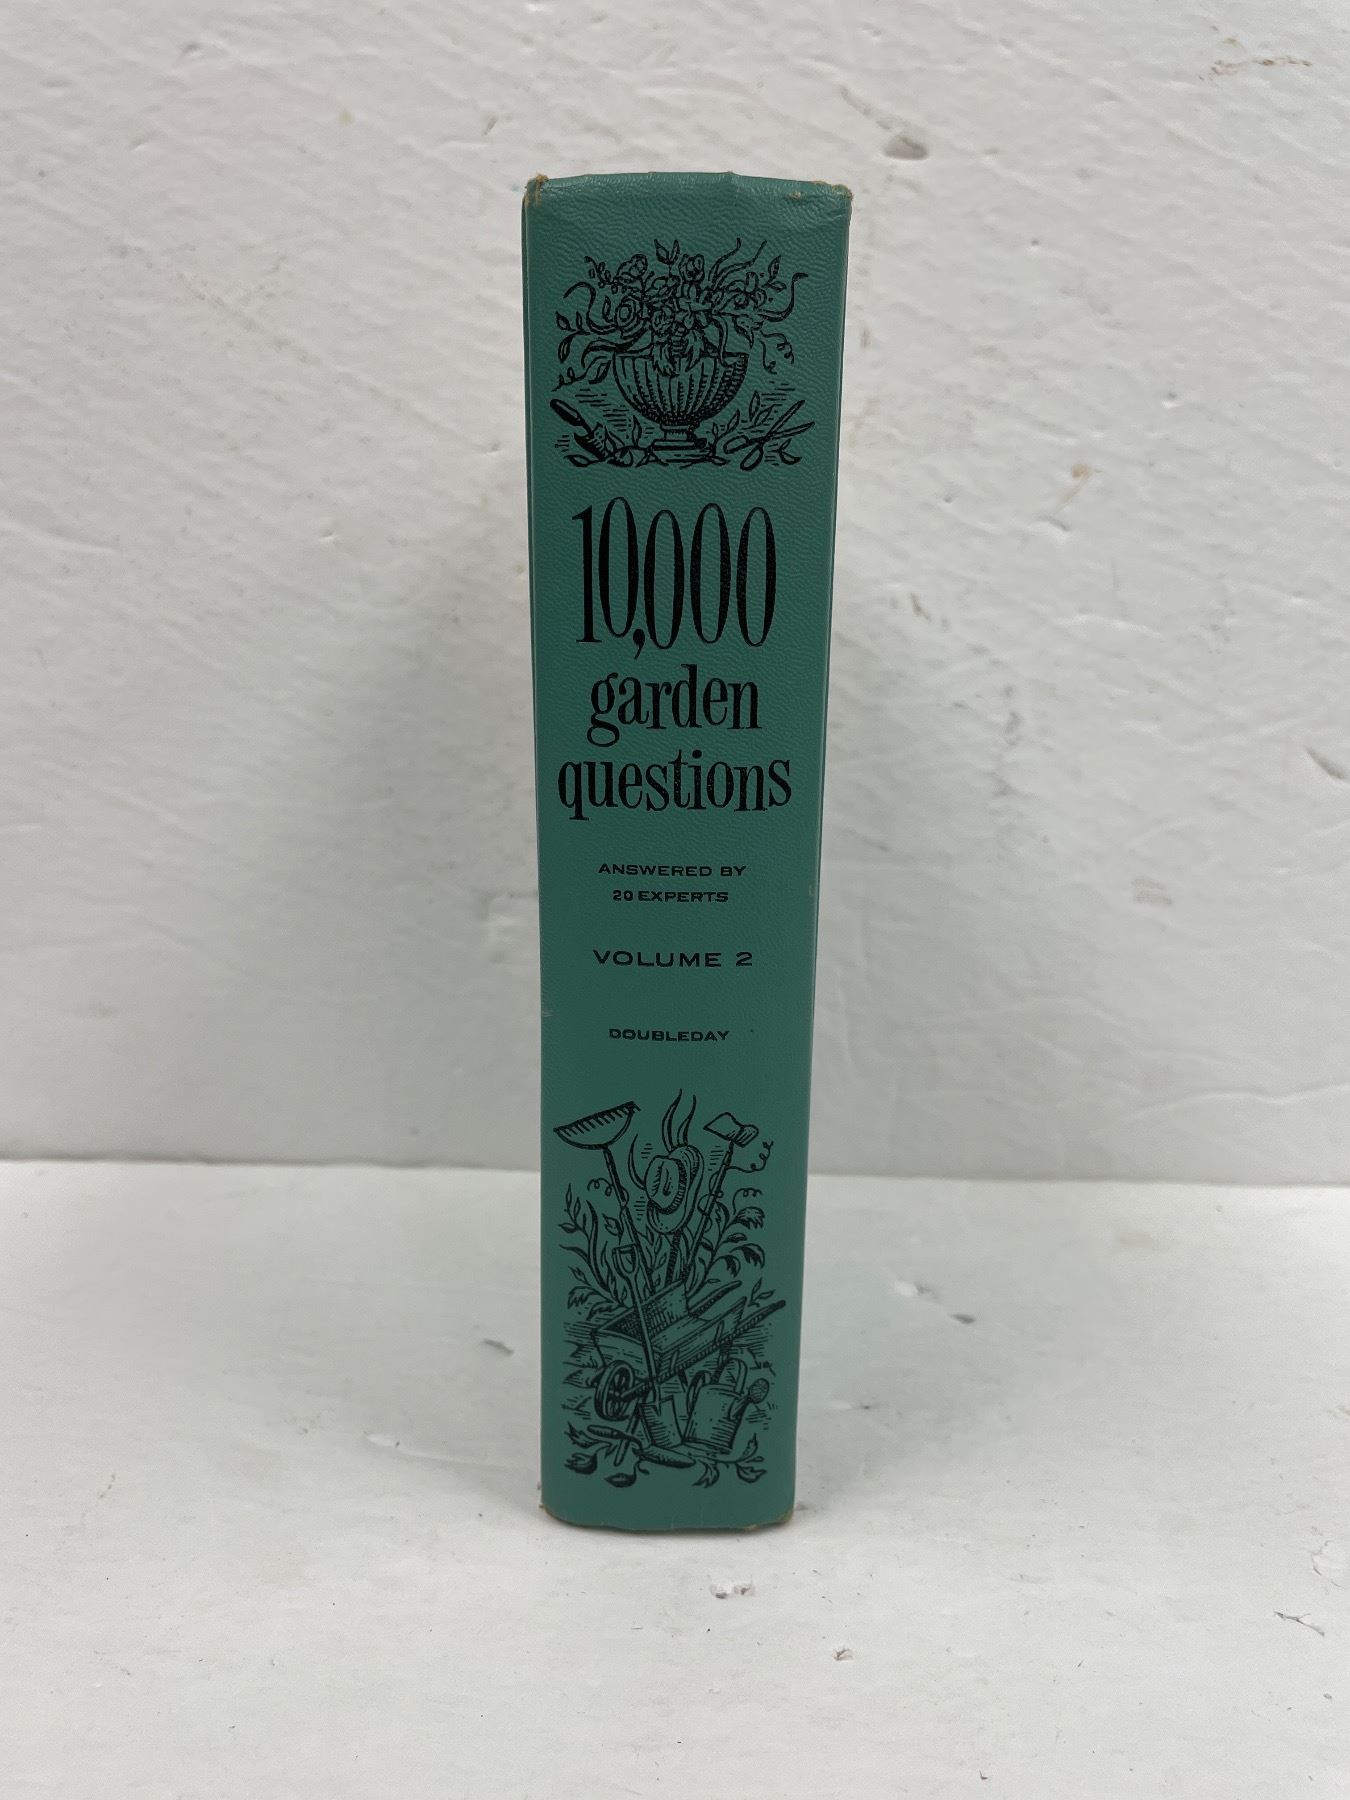 10,000
garden
questions
ANSWERED BY
20 EXPERTS
VOLUME 2
DOUBLEDAY